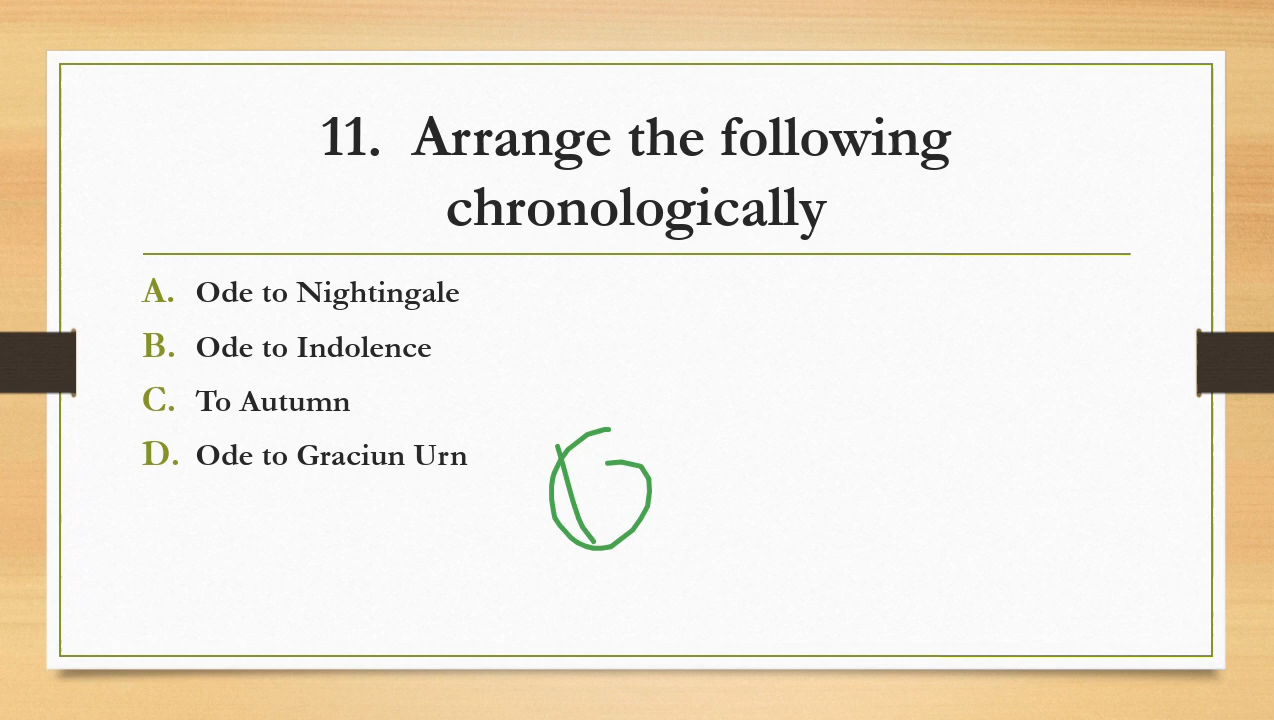 11. Arrange the following
chronologically
A. Ode to Nightingale
B. Ode to Indolence
C. To Autumn
D. Ode to Graciun Urn